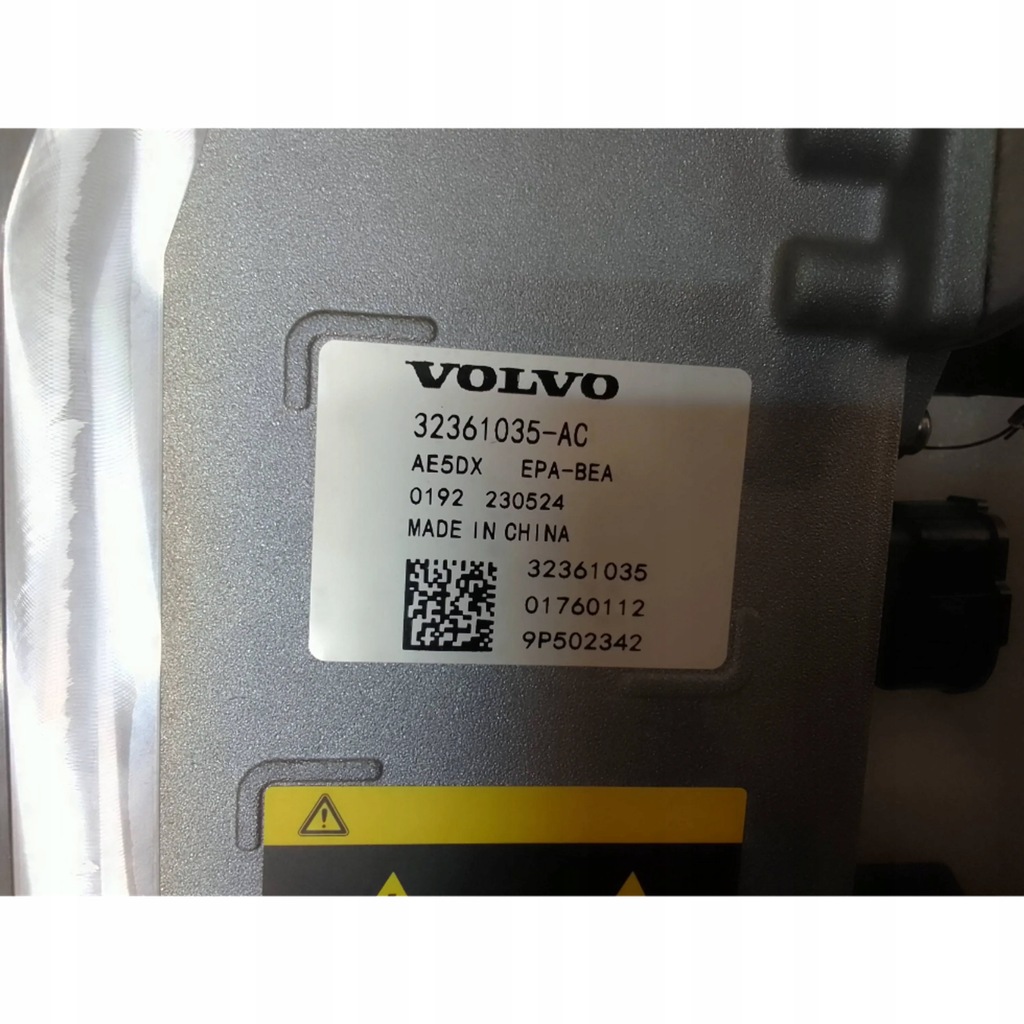 VOLVO
32361035-AC
AE5DX EPA-BEA
0192 230524
MADE IN CHINA
32361035
01760112
9P502342